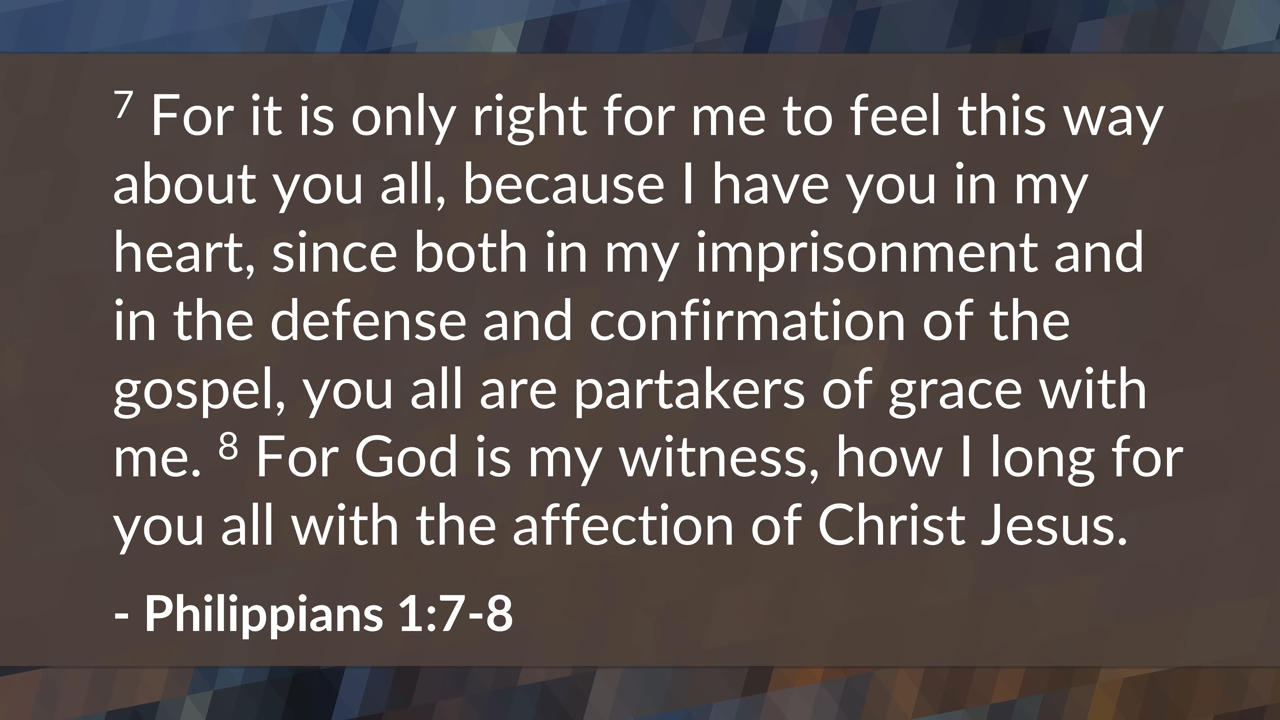 7 For it is only right for me to feel this way
about you all, because I have you in my
heart, since both in my imprisonment and
in the defense and confirmation of the
gospel, you all are partakers of grace with
me. 8 For God is my witness, how I long for
you all with the affection of Christ Jesus.
- Philippians 1:7-8